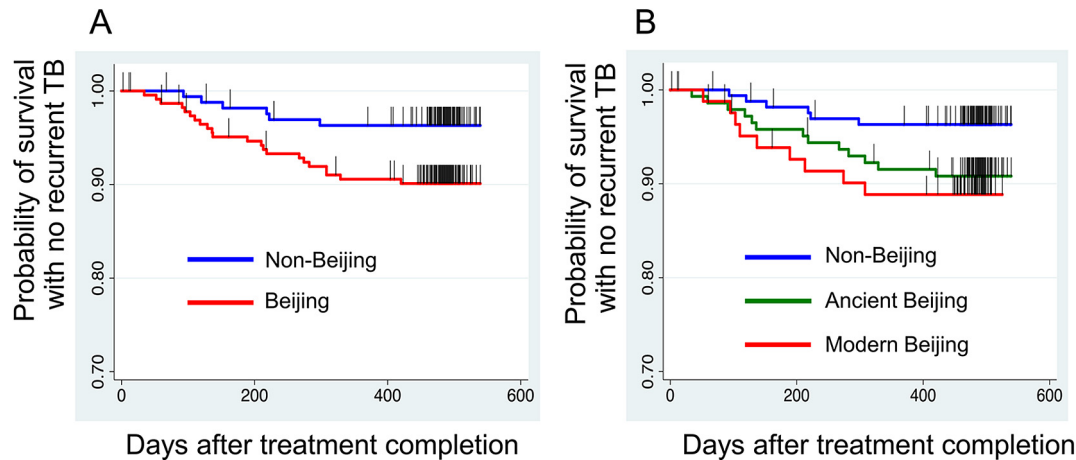 A
Probability of survival
with no recurrent TB
1.00
0.90
0.80
0.70
Non-Beijing
Beijing
0
200
400
600
Days after treatment completion
B
Probability of survival
with no recurrent TB
1.00
0.90
0.80
0.70
Non-Beijing
Ancient Beijing
Modern Beijing
0
200
400
600
Days after treatment completion